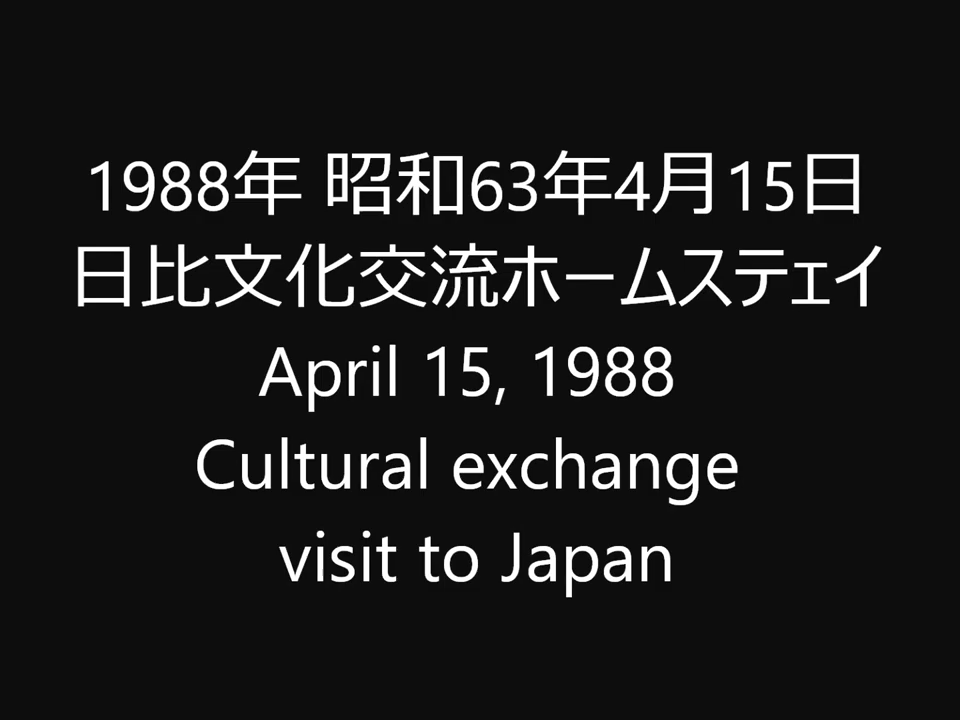 1988年 昭和63年4月15日
日比文化交流ホームステェイ
April 15, 1988
Cultural exchange
visit to Japan